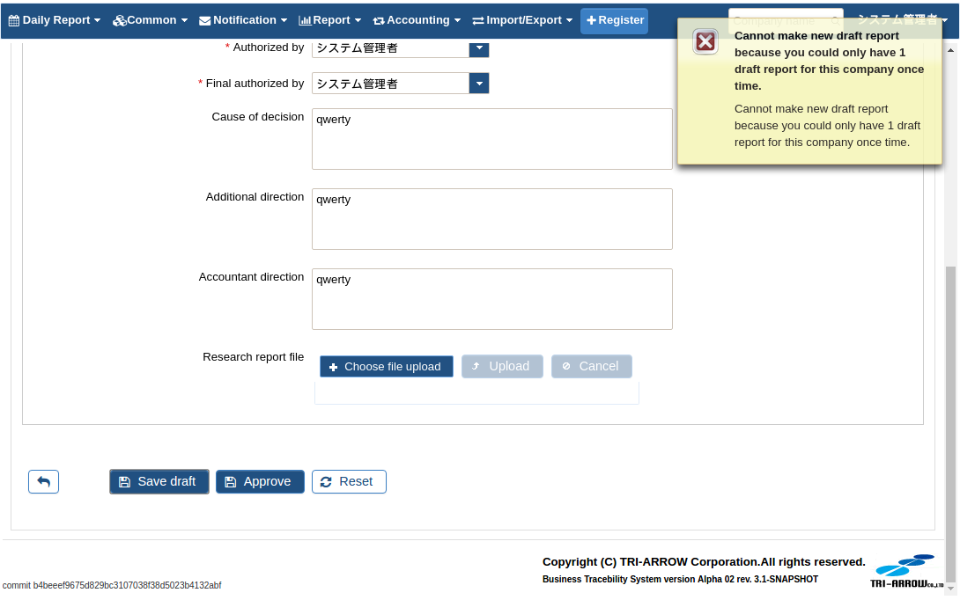 Daily Report Common Notification Report Accounting Import/Export Register システム管理者
* Authorized by システム管理者
* Final authorized by システム管理者
Cause of decision qwerty
Additional direction qwerty
Accountant direction qwerty
Research report file
Choose file upload Upload Cancel
Cannot make new draft report
because you could only have 1
draft report for this company once
time.
Cannot make new draft report
because you could only have 1 draft
report for this company once time.
Save draft Approve Reset
Copyright (C) TRI-ARROW Corporation.All rights reserved.
Business Tracebility System version Alpha 02 rev. 3.1-SNAPSHOT
TRI-ARROW Co.,LTD
commit b4beeef9675d829bc3107038f38d5023b4132abf